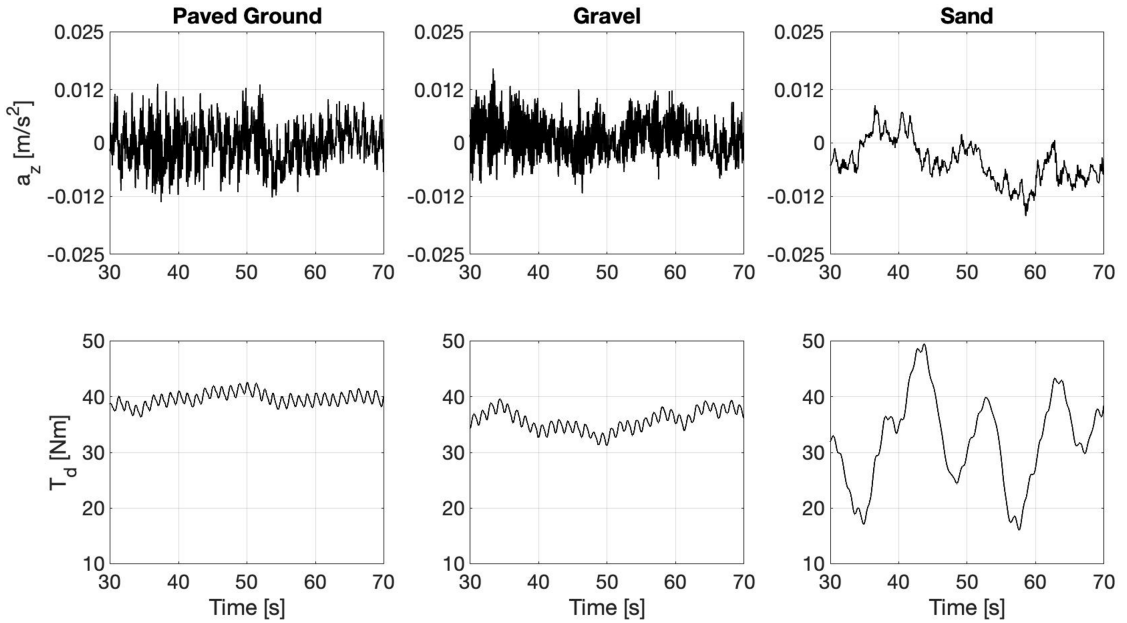 Paved Ground Gravel Sand
0.025 0.025 0.025
0.012 0.012 0.012
0 0 0
-0.012 -0.012 -0.012
-0.025 -0.025 -0.025
a_z [m/s^2]
30 40 50 60 70 30 40 50 60 70 30 40 50 60 70
50 50 50
40 40 40
30 30 30
20 20 20
10 10 10
T_d [Nm]
30 40 50 60 70 30 40 50 60 70 30 40 50 60 70
Time [s] Time [s] Time [s]